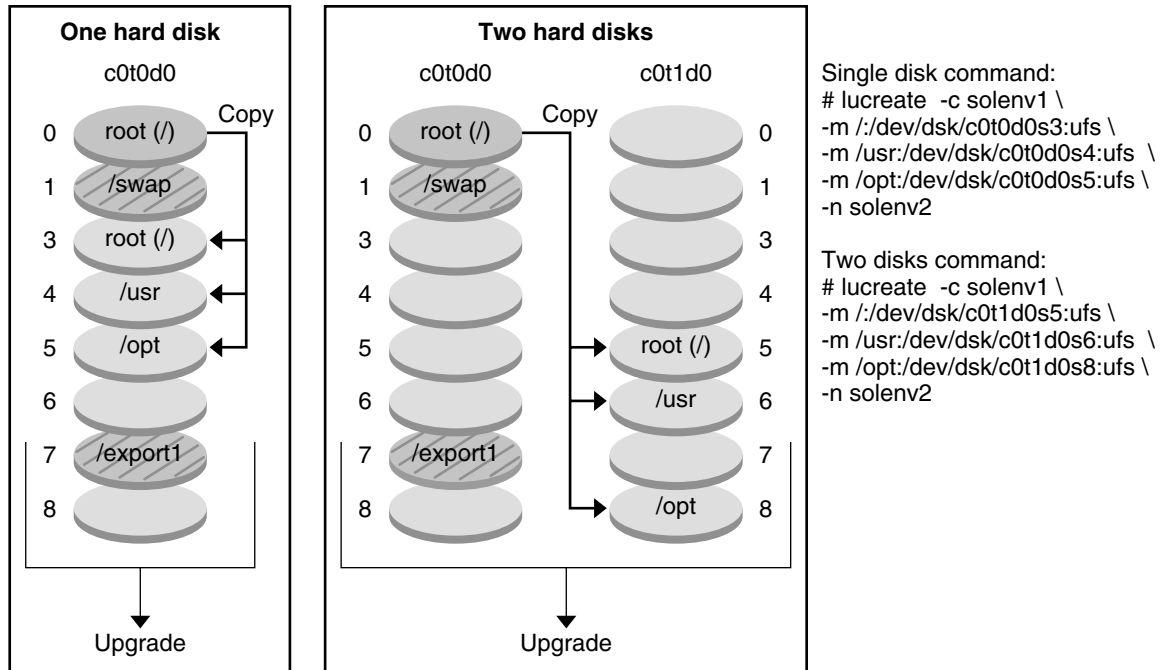 One hard disk
c0t0d0
Copy
0 root (/)
1 /swap
3 root (/)
4 /usr
5 /opt
6
7 /export1
8
Upgrade
Two hard disks
c0t0d0 c0t1d0
Copy
0 root (/) 0
1 /swap 1
3 3
4 4
5 root (/) 5
6 /usr 6
7 /export1 7
8 /opt 8
Upgrade
Single disk command:
# lucreate -c solenv1 \
-m /:/dev/dsk/c0t0d0s3:ufs \
-m /usr:/dev/dsk/c0t0d0s4:ufs \
-m /opt:/dev/dsk/c0t0d0s5:ufs \
-n solenv2
Two disks command:
# lucreate -c solenv1 \
-m /:/dev/dsk/c0t1d0s5:ufs \
-m /usr:/dev/dsk/c0t1d0s6:ufs \
-m /opt:/dev/dsk/c0t1d0s8:ufs \
-n solenv2